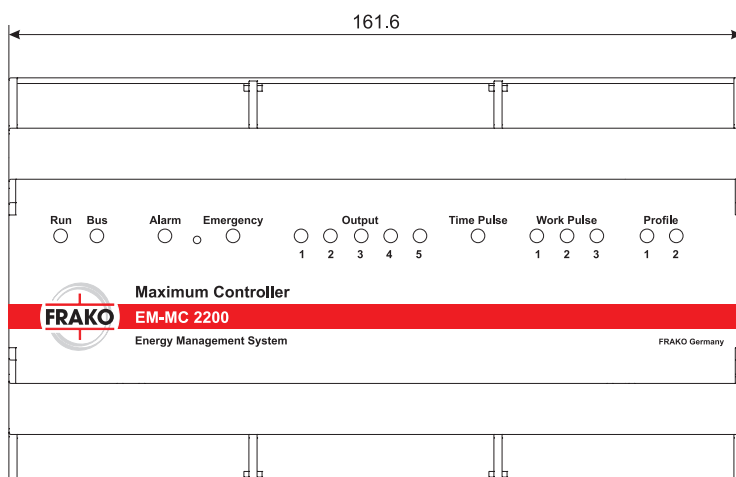 161.6
Run Bus Alarm Emergency Output Time Pulse Work Pulse Profile
1 2 3 4 5 1 2 3 1 2
Maximum Controller
FRAKO EM-MC 2200
Energy Management System FRAKO Germany